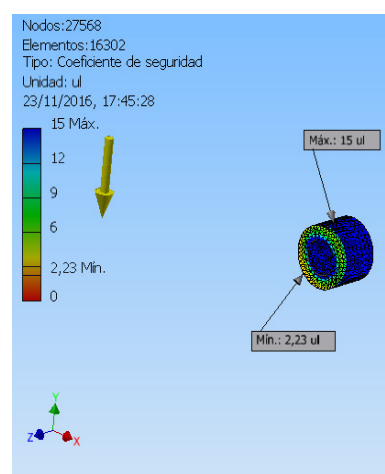 Nodos:27568
Elementos:16302
Tipo: Coeficiente de seguridad
Unidad: ul
23/11/2016, 17:45:28
15 Máx.
12
9
6
2,23 Mín.
0
Máx.: 15 ul
Mín.: 2,23 ul
Y
Z
X